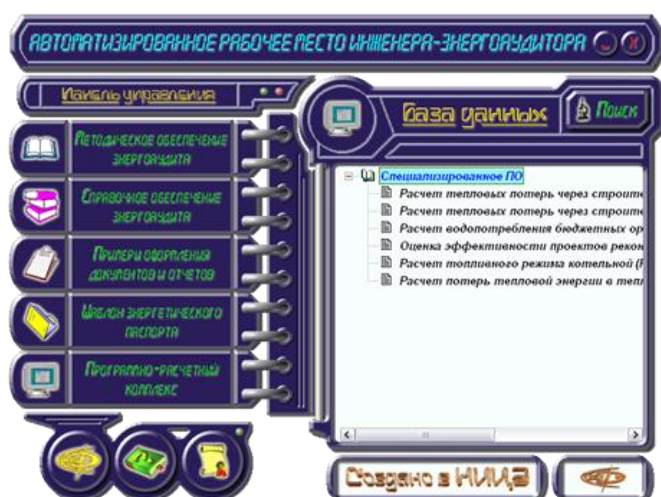 АВТОМАТИЗИРОВАННОЕ РАБОЧЕЕ МЕСТО ИНЖЕНЕРА-ЭНЕРГОАУДИТОРА
Панель управления
Методическое обеспечение
энергоаудита
Справочное обеспечение
энергоаудита
Примеры оформления
документов и отчетов
Шаблон энергетического
паспорта
Программно-расчетный
комплекс
База данных
Поиск
Специализированное ПО
Расчет тепловых потерь через строите
Расчет тепловых потерь через строите
Расчет водопотребления бюджетных ор
Оценка эффективности проектов рекон
Расчет топливного режима котельной (
Расчет потерь тепловой энергии в тепл
Создано в НИЦЭ